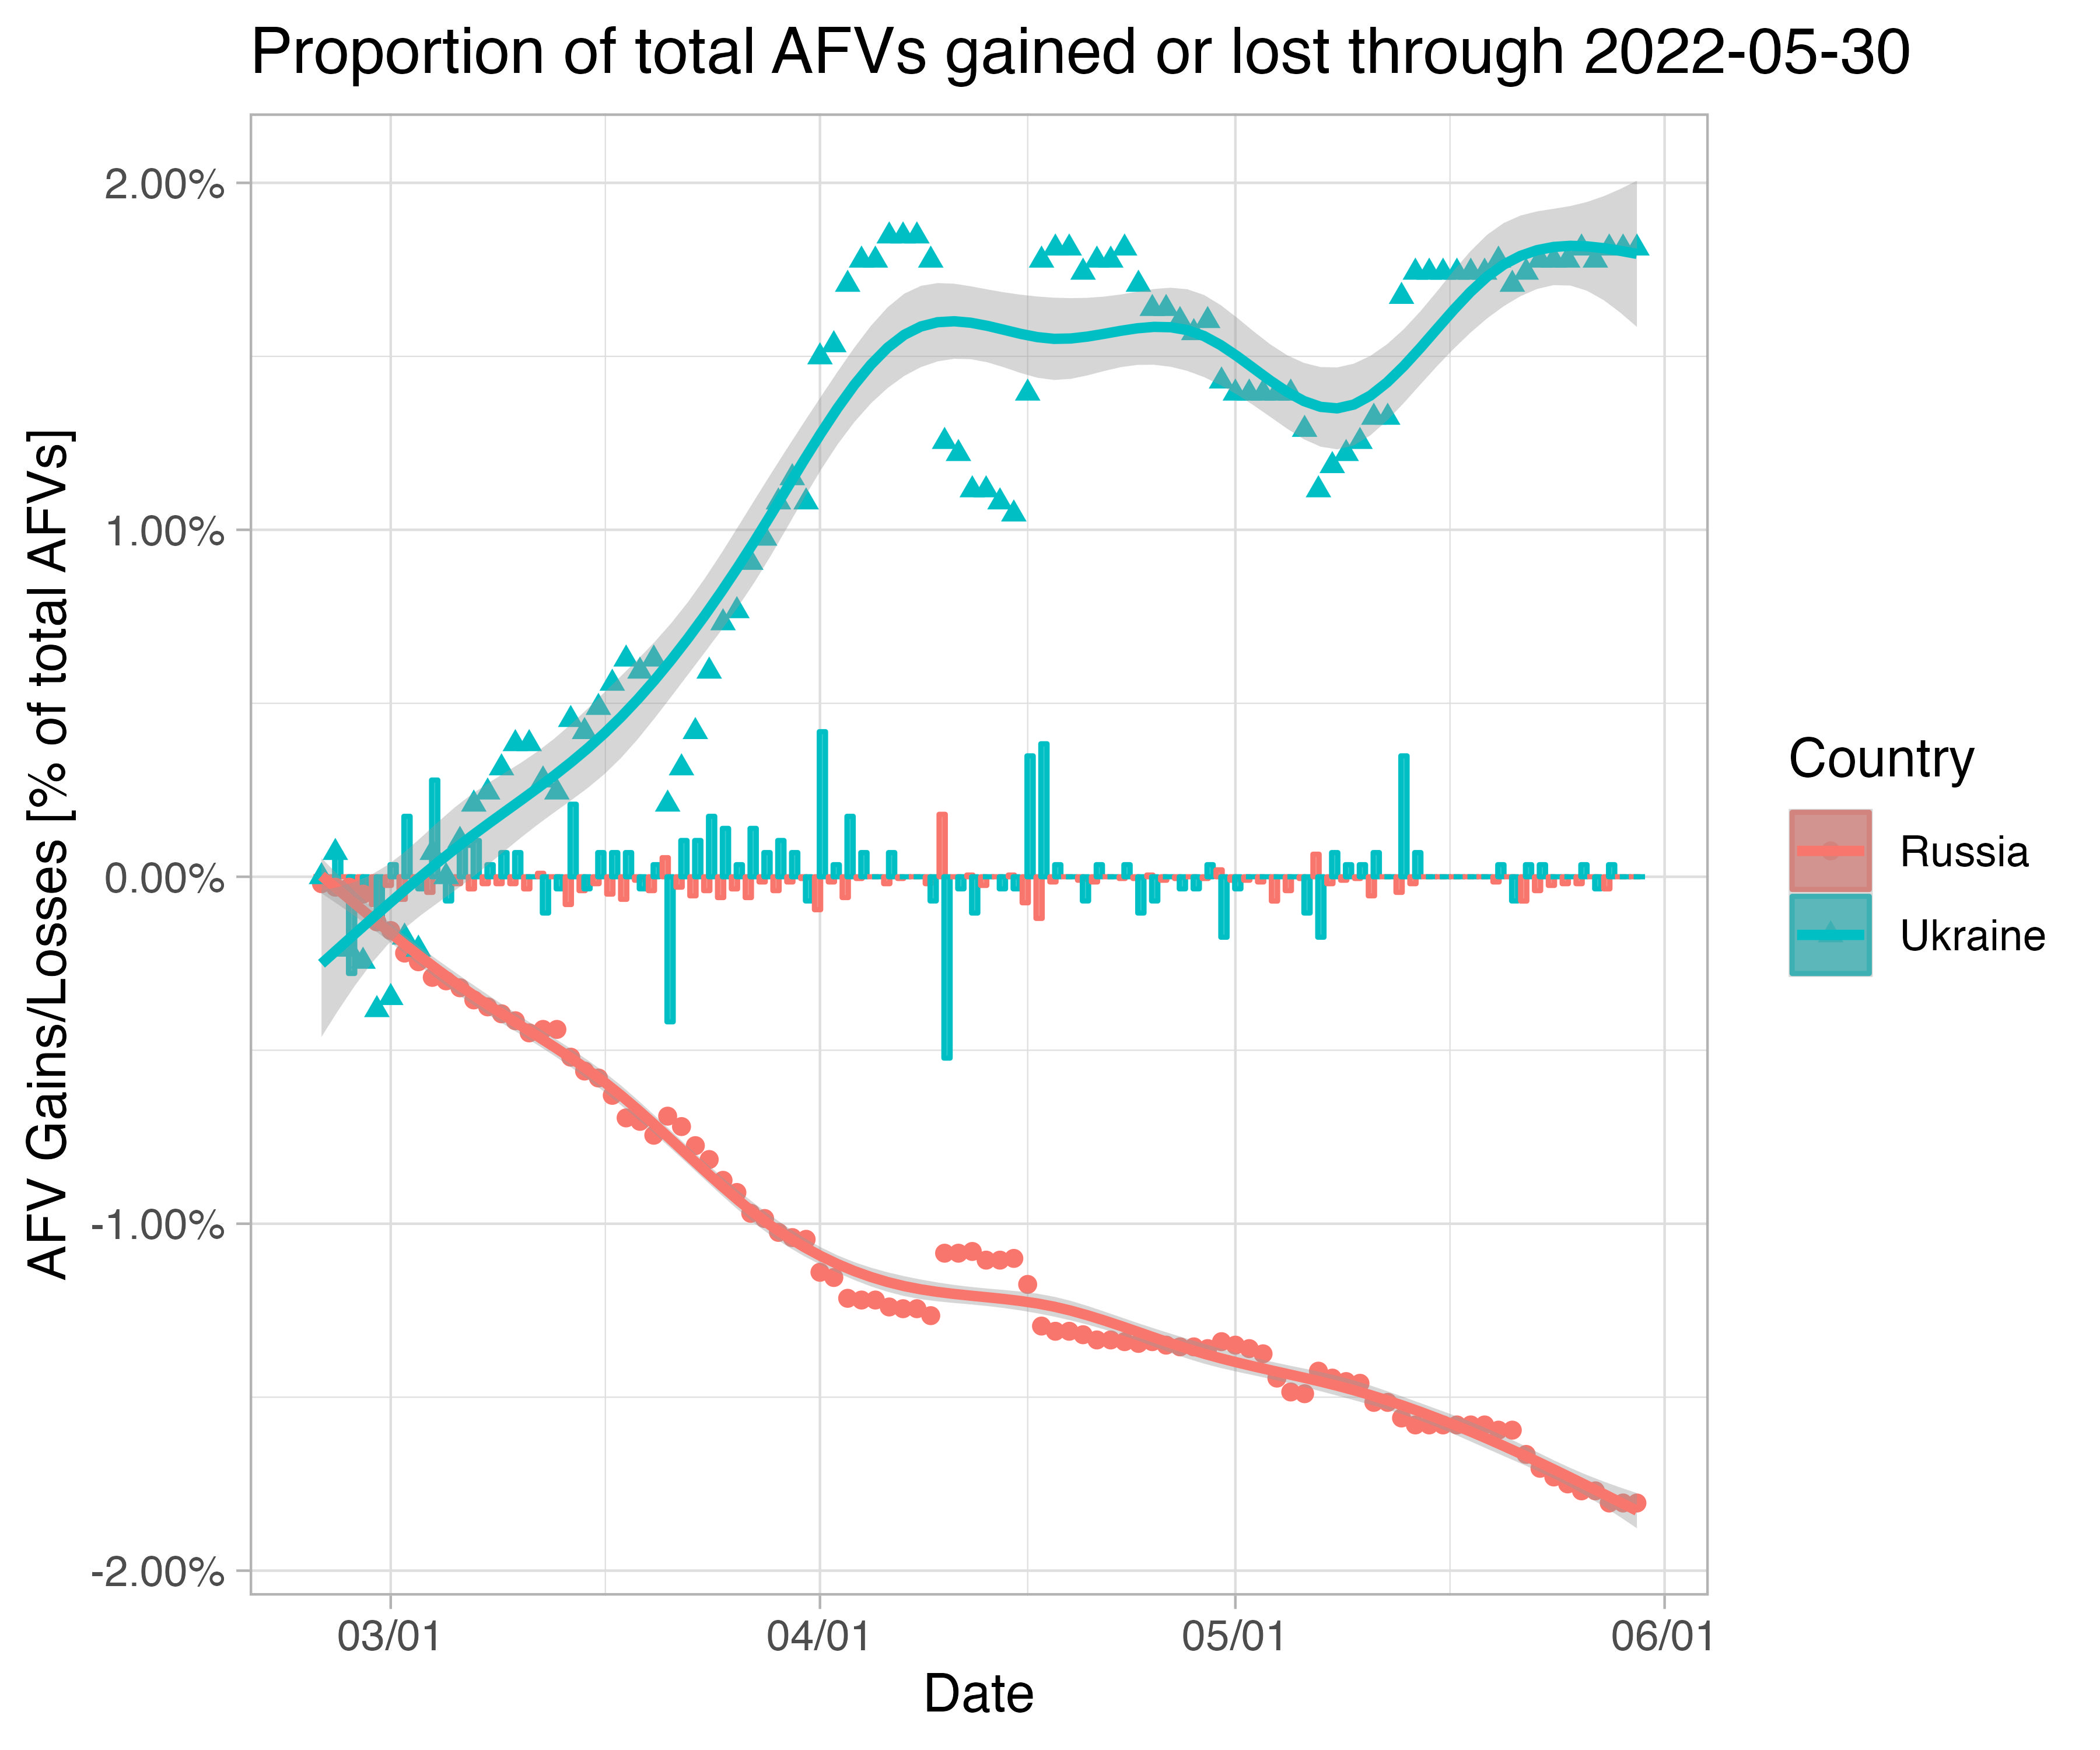 Proportion of total AFVs gained or lost through 2022-05-30
AFV Gains/Losses [% of total AFVs]
2.00%
1.00%
0.00%
-1.00%
-2.00%
03/01
04/01
05/01
06/01
Date
Country
Russia
Ukraine